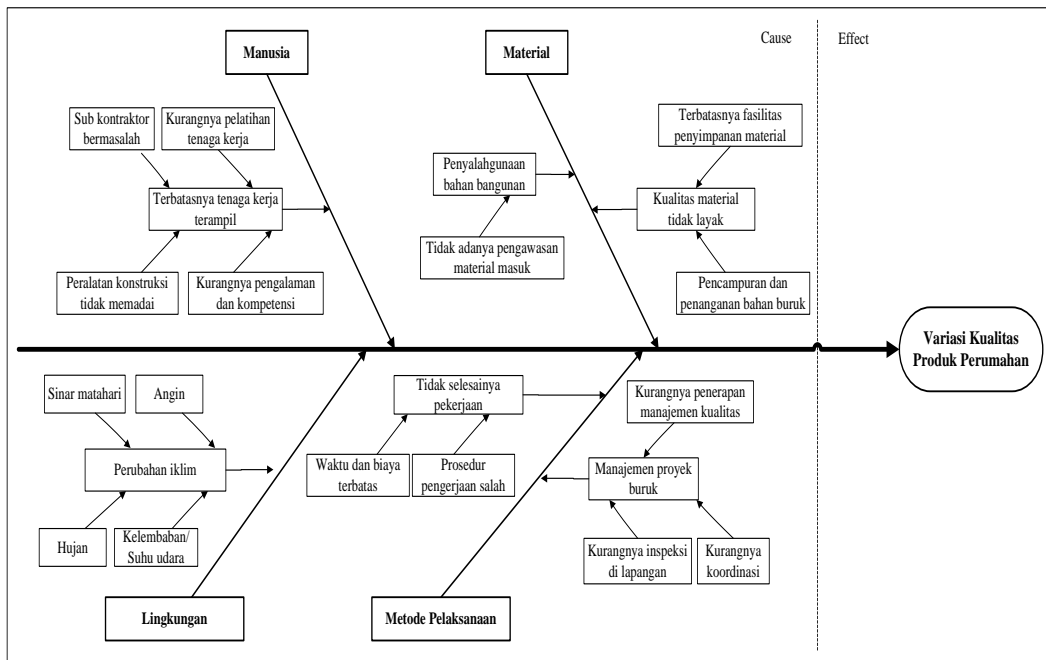 Cause
Effect
Manusia
Sub kontraktor
bermasalah
Kurangnya pelatihan
tenaga kerja
Terbatasnya tenaga kerja
terampil
Peralatan konstruksi
tidak memadai
Kurangnya pengalaman
dan kompetensi
Material
Terbatasnya fasilitas
penyimpanan material
Penyalahgunaan
bahan bangunan
Kualitas material
tidak layak
Tidak adanya pengawasan
material masuk
Pencampuran dan
penanganan bahan buruk
Variasi Kualitas
Produk Perumahan
Sinar matahari
Angin
Perubahan iklim
Hujan
Kelembaban/
Suhu udara
Lingkungan
Tidak selesainya
pekerjaan
Kurangnya penerapan
manajemen kualitas
Waktu dan biaya
terbatas
Prosedur
pengerjaan salah
Manajemen proyek
buruk
Kurangnya inspeksi
di lapangan
Kurangnya
koordinasi
Metode Pelaksanaan